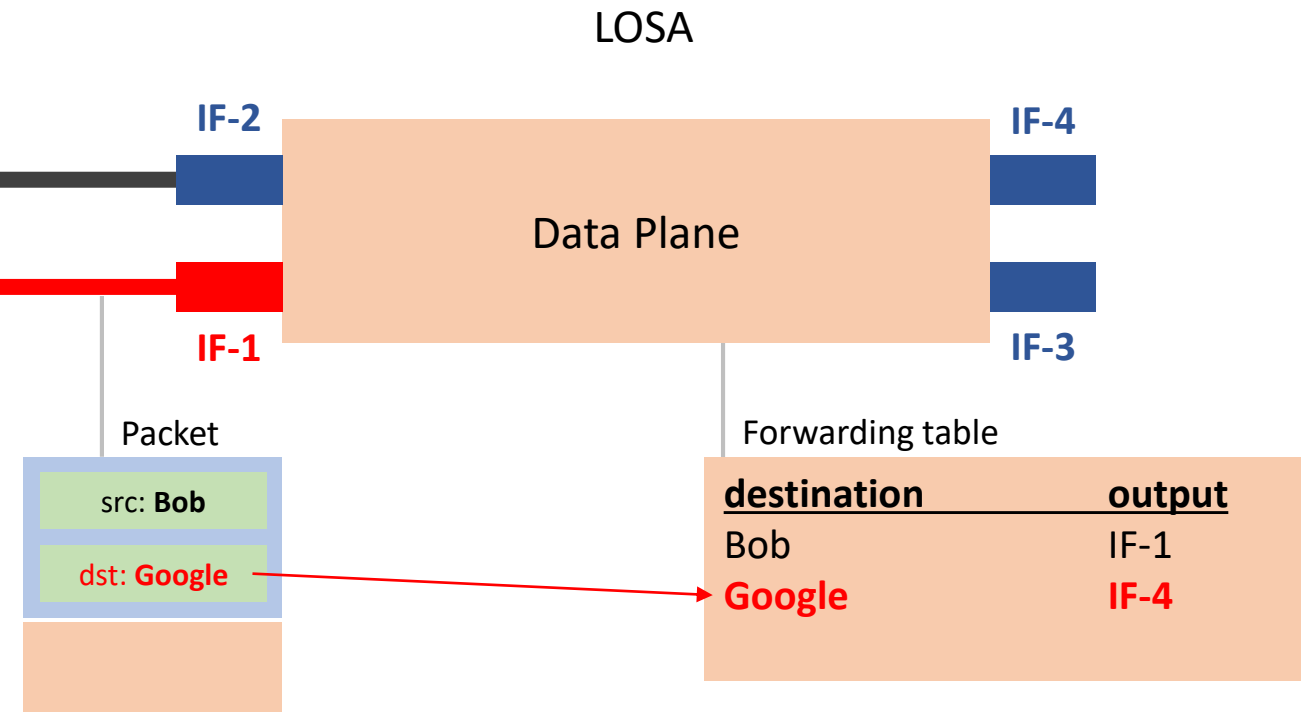 LOSA
IF-2
IF-4
Data Plane
IF-1
IF-3
Packet
Forwarding table
src: Bob
dst: Google
destination output
Bob IF-1
Google IF-4